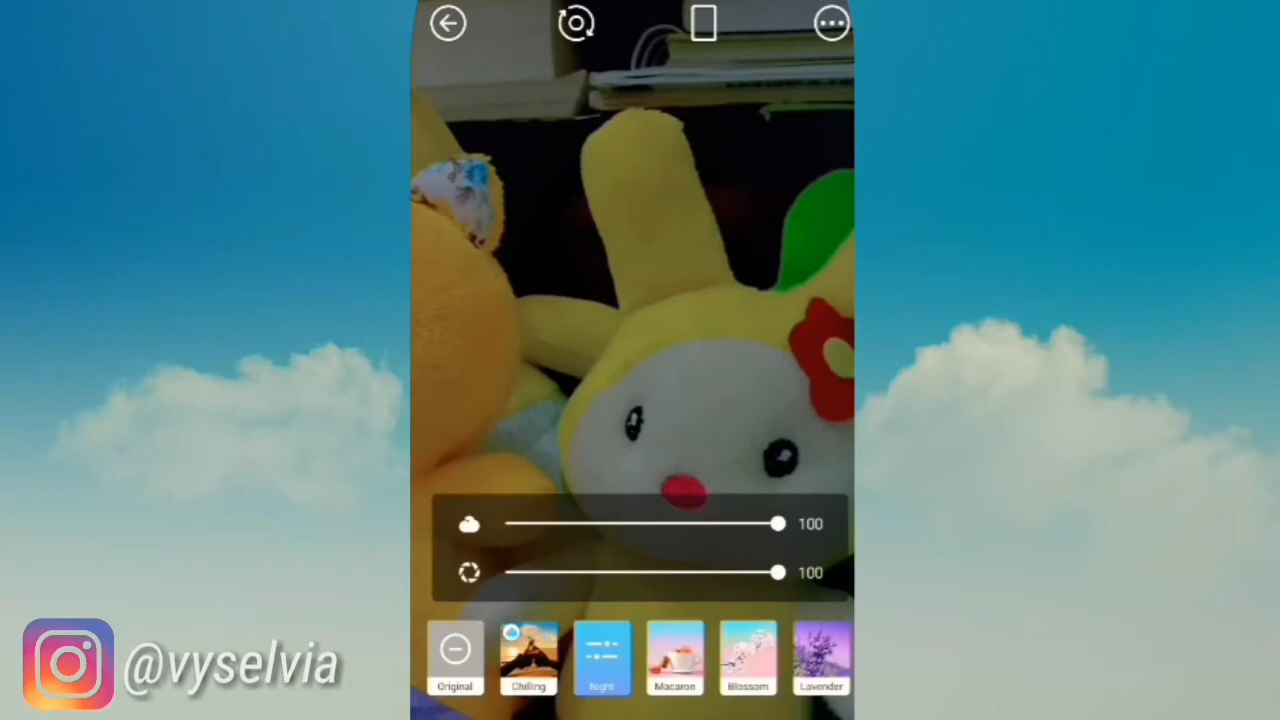 100
100
Original
Chilling
Night
Macaron
Blossom
Lavender
@vyselvia